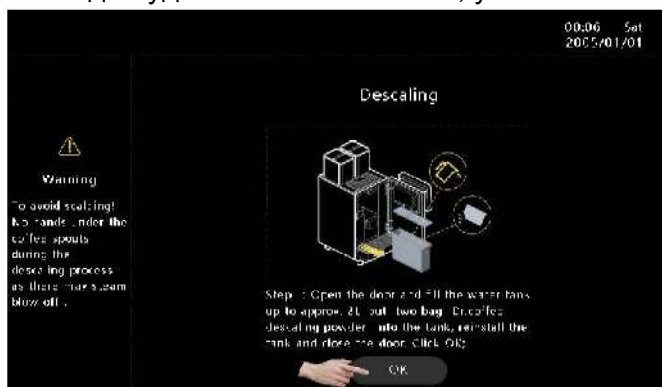 00:06 Sat
2005/01/01
Descaling
Warning
To avoid scalding!
No hands under the
coffee spouts
during the
descaling process
as there may steam
blow off.
Step : Open the door and fill the water tank
up to approx. 2L put two bag Dr.coffee
descaling powder into the tank, reinstall the
tank and close the door. Click OK;
OK